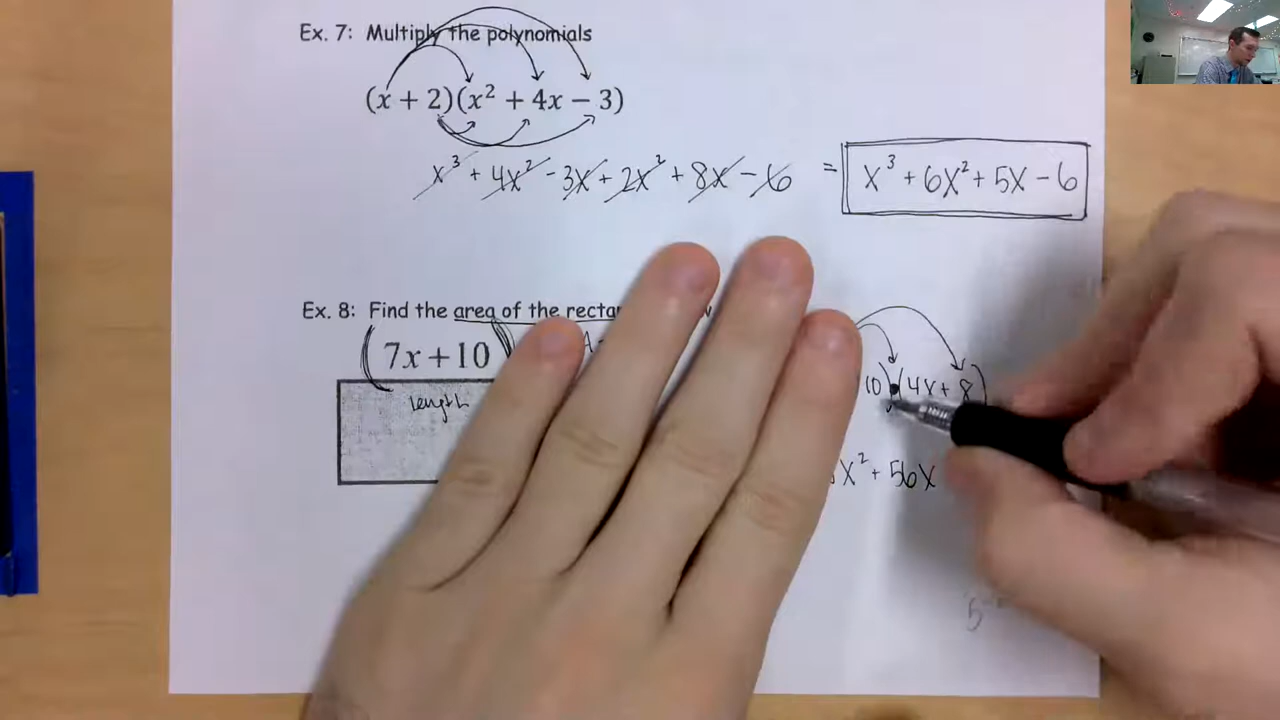 Ex. 7: Multiply the polynomials
(x + 2)(x² + 4x − 3)
x³ + 4x² - 3x + 2x² + 8x - 6 = x³ + 6x² + 5x - 6
Ex. 8: Find the area of the
7x + 10
10)(4x + 8)
length
x² + 56x